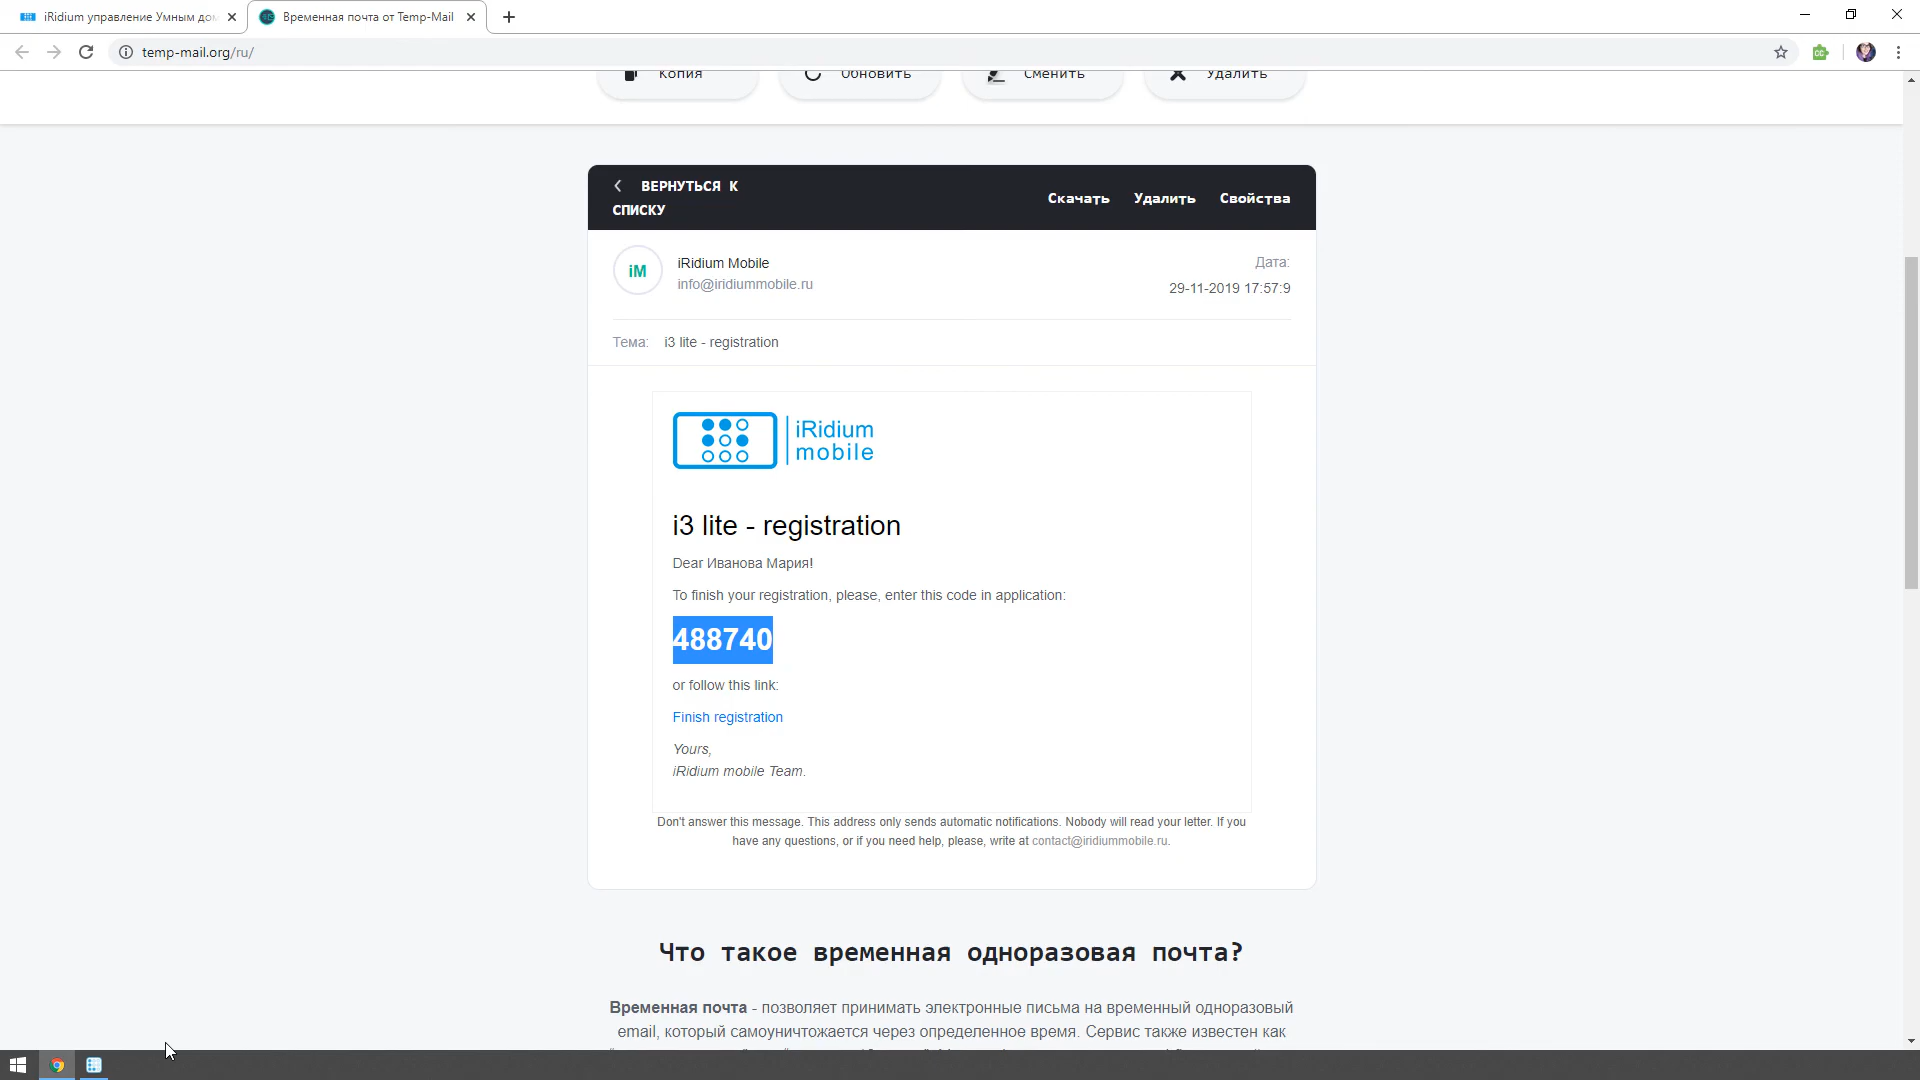 iRidium управление Умным дом
Временная почта от Temp-Mail
temp-mail.org/ru/
Копия
Обновить
Сменить
Удалить
ВЕРНУТЬСЯ К
СПИСКУ
Скачать
Удалить
Свойства
iM
iRidium Mobile
info@iridiummobile.ru
Дата:
29-11-2019 17:57:9
Тема: i3 lite - registration
iRidium
mobile
i3 lite - registration
Dear Иванова Мария!
To finish your registration, please, enter this code in application:
488740
or follow this link:
Finish registration
Yours,
iRidium mobile Team.
Don't answer this message. This address only sends automatic notifications. Nobody will read your letter. If you
have any questions, or if you need help, please, write at contact@iridiummobile.ru.
Что такое временная одноразовая почта?
Временная почта - позволяет принимать электронные письма на временный одноразовый
email, который самоуничтожается через определенное время. Сервис также известен как